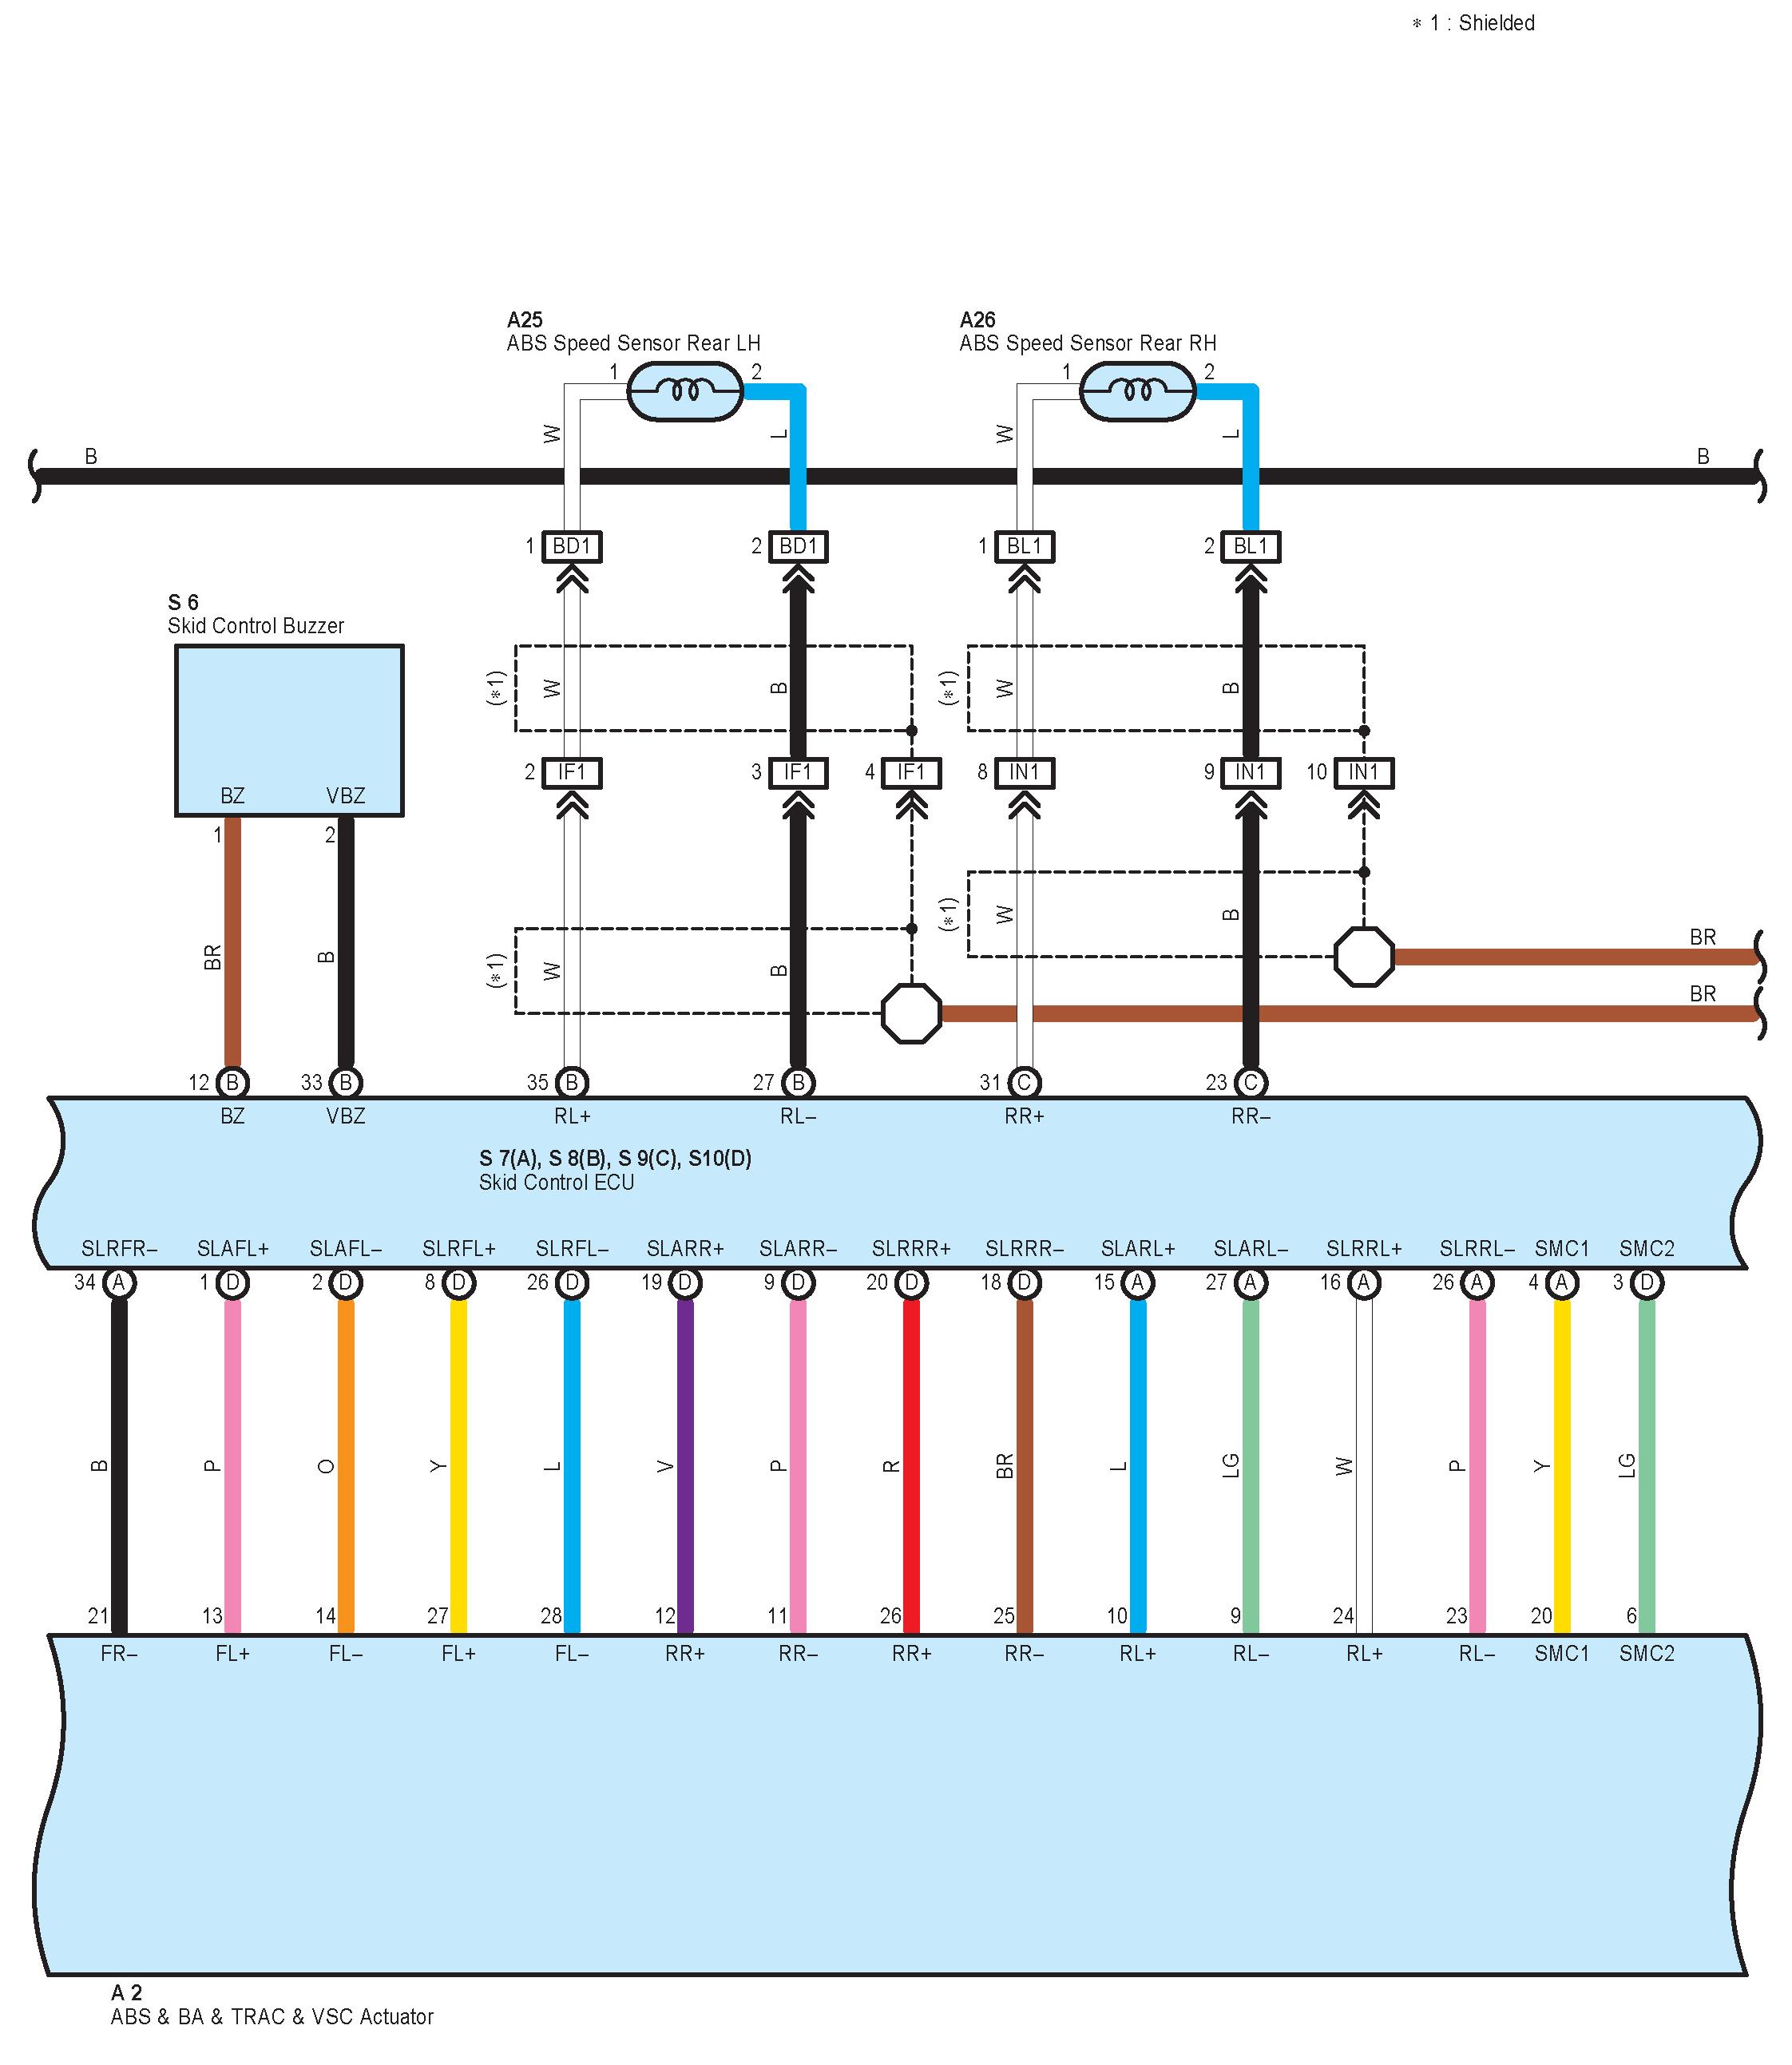 * 1 : Shielded
A25
ABS Speed Sensor Rear LH
A26
ABS Speed Sensor Rear RH
1 2 1 2
W L W L
B B
1 BD1 2 BD1 1 BL1 2 BL1
S 6
Skid Control Buzzer
(*1) W B (*1) W B
2 IF1 3 IF1 4 IF1 8 IN1 9 IN1 10 IN1
BZ VBZ
1 2
(*1) W B
BR B (*1) W B
BR
BR
12 B 33 B 35 B 27 B 31 C 23 C
BZ VBZ RL+ RL– RR+ RR–
S 7(A), S 8(B), S 9(C), S10(D)
Skid Control ECU
SLRFR– SLAFL+ SLAFL– SLRFL+ SLRFL– SLARR+ SLARR– SLRRR+ SLRRR– SLARL+ SLARL– SLRRL+ SLRRL– SMC1 SMC2
34 A 1 D 2 D 8 D 26 D 19 D 9 D 20 D 18 D 15 A 27 A 16 A 26 A 4 A 3 D
B P O Y L V P R BR L LG W P Y LG
21 13 14 27 28 12 11 26 25 10 9 24 23 20 6
FR– FL+ FL– FL+ FL– RR+ RR– RR+ RR– RL+ RL– RL+ RL– SMC1 SMC2
A 2
ABS & BA & TRAC & VSC Actuator